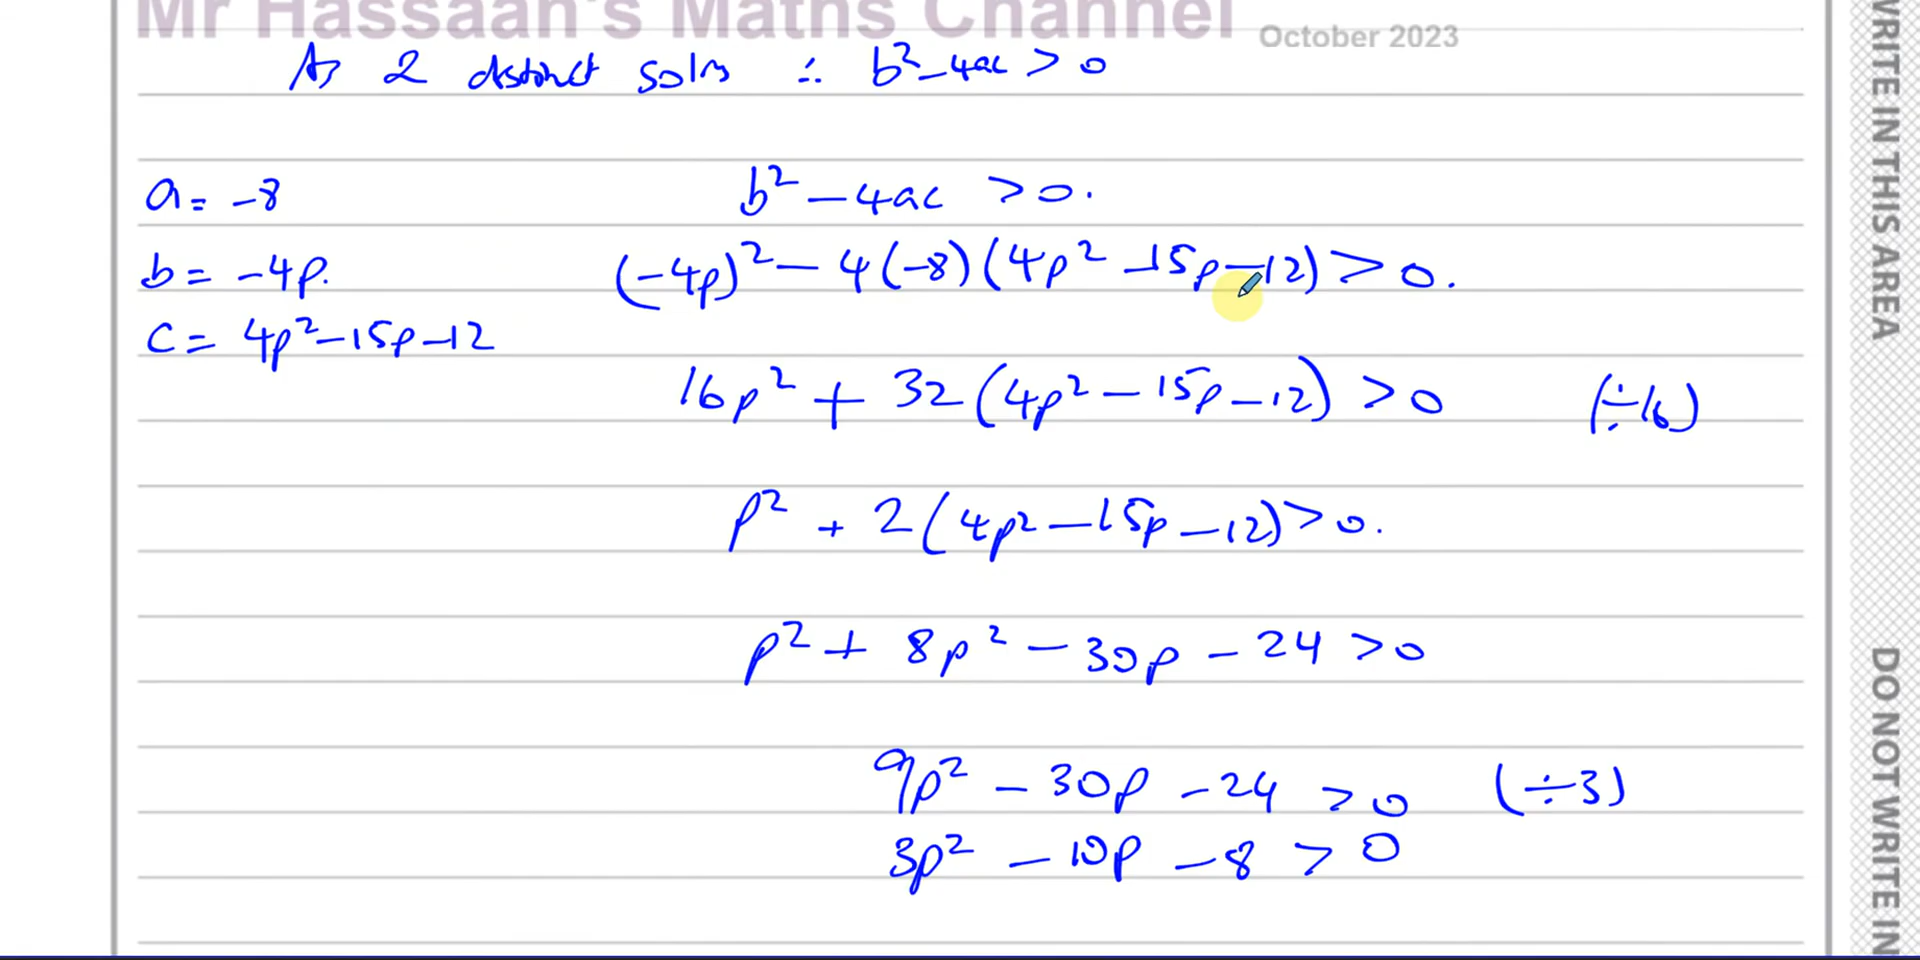 Mr Hassaan's Maths Channel
October 2023
As 2 distinct solns ∴ b²-4ac > 0
a = -8
b² - 4ac > 0.
b = -4p.
(-4p)² - 4(-8)(4p² - 15p - 12) > 0.
c = 4p² - 15p - 12
16p² + 32(4p² - 15p - 12) > 0 (÷16)
p² + 2(4p² - 15p - 12) > 0.
p² + 8p² - 30p - 24 > 0
9p² - 30p - 24 > 0 (÷3)
3p² - 10p - 8 > 0
WRITE IN THIS AREA
DO NOT WRITE IN